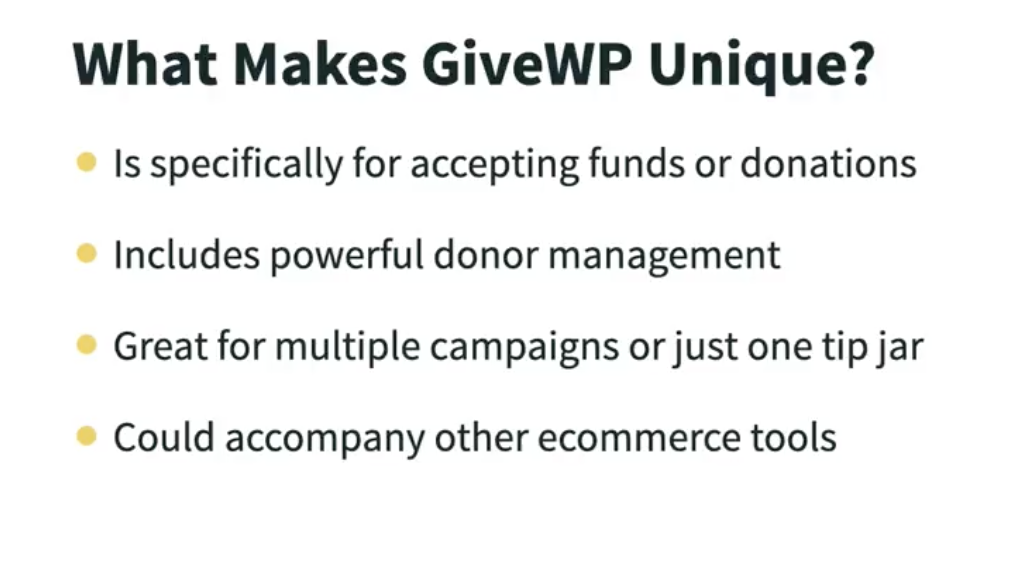 What Makes GiveWP Unique?
Is specifically for accepting funds or donations
Includes powerful donor management
Great for multiple campaigns or just one tip jar
Could accompany other ecommerce tools